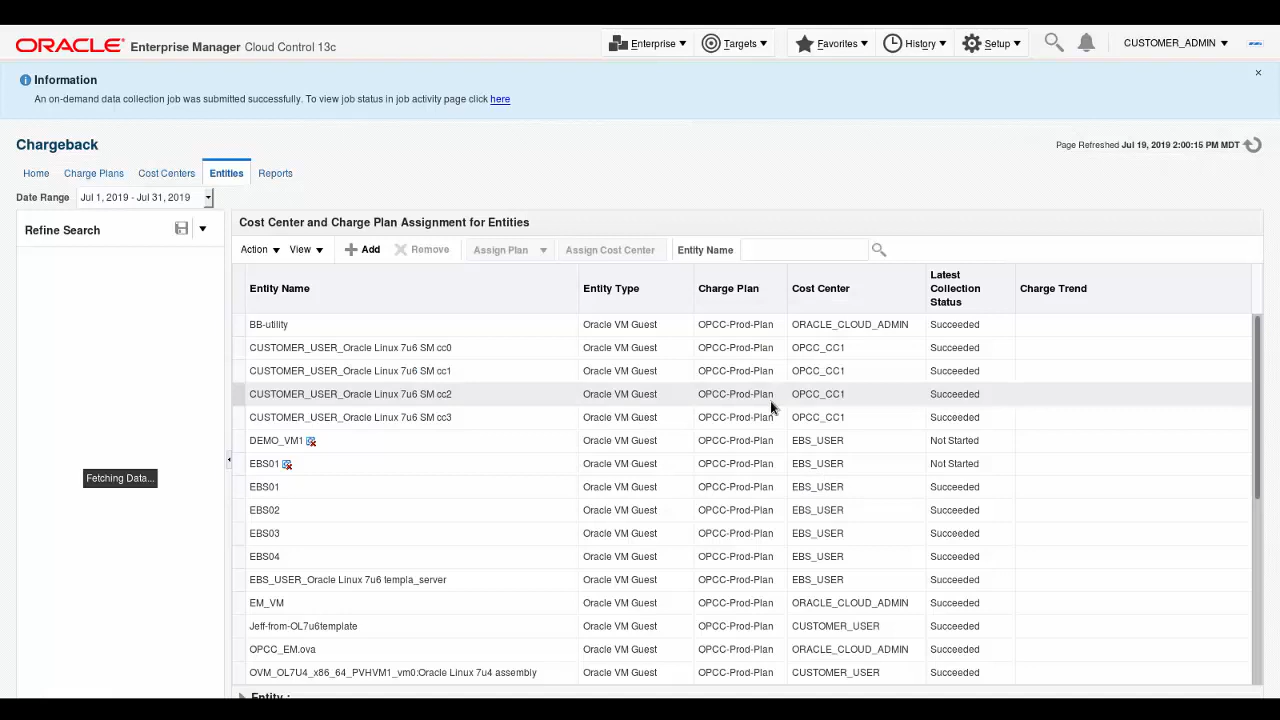 ORACLE Enterprise Manager Cloud Control 13c Enterprise Targets Favorites History Setup CUSTOMER_ADMIN
Information
An on-demand data collection job was submitted successfully. To view job status in job activity page click here
Chargeback
Page Refreshed Jul 19, 2019 2:00:15 PM MDT
Home Charge Plans Cost Centers Entities Reports
Date Range Jul 1, 2019 - Jul 31, 2019
Refine Search
Fetching Data...
Cost Center and Charge Plan Assignment for Entities
Action View Add Remove Assign Plan Assign Cost Center Entity Name
Entity Name Entity Type Charge Plan Cost Center Latest Collection Status Charge Trend
BB-utility Oracle VM Guest OPCC-Prod-Plan ORACLE_CLOUD_ADMIN Succeeded
CUSTOMER_USER_Oracle Linux 7u6 SM cc0 Oracle VM Guest OPCC-Prod-Plan OPCC_CC1 Succeeded
CUSTOMER_USER_Oracle Linux 7u6 SM cc1 Oracle VM Guest OPCC-Prod-Plan OPCC_CC1 Succeeded
CUSTOMER_USER_Oracle Linux 7u6 SM cc2 Oracle VM Guest OPCC-Prod-Plan OPCC_CC1 Succeeded
CUSTOMER_USER_Oracle Linux 7u6 SM cc3 Oracle VM Guest OPCC-Prod-Plan OPCC_CC1 Succeeded
DEMO_VM1 Oracle VM Guest OPCC-Prod-Plan EBS_USER Not Started
EBS01 Oracle VM Guest OPCC-Prod-Plan EBS_USER Not Started
EBS01 Oracle VM Guest OPCC-Prod-Plan EBS_USER Succeeded
EBS02 Oracle VM Guest OPCC-Prod-Plan EBS_USER Succeeded
EBS03 Oracle VM Guest OPCC-Prod-Plan EBS_USER Succeeded
EBS04 Oracle VM Guest OPCC-Prod-Plan EBS_USER Succeeded
EBS_USER_Oracle Linux 7u6 templa_server Oracle VM Guest OPCC-Prod-Plan EBS_USER Succeeded
EM_VM Oracle VM Guest OPCC-Prod-Plan ORACLE_CLOUD_ADMIN Succeeded
Jeff-from-OL7u6template Oracle VM Guest OPCC-Prod-Plan CUSTOMER_USER Succeeded
OPCC_EM.ova Oracle VM Guest OPCC-Prod-Plan ORACLE_CLOUD_ADMIN Succeeded
OVM_OL7U4_x86_64_PVHVM1_vm0:Oracle Linux 7u4 assembly Oracle VM Guest OPCC-Prod-Plan CUSTOMER_USER Succeeded
Entity :